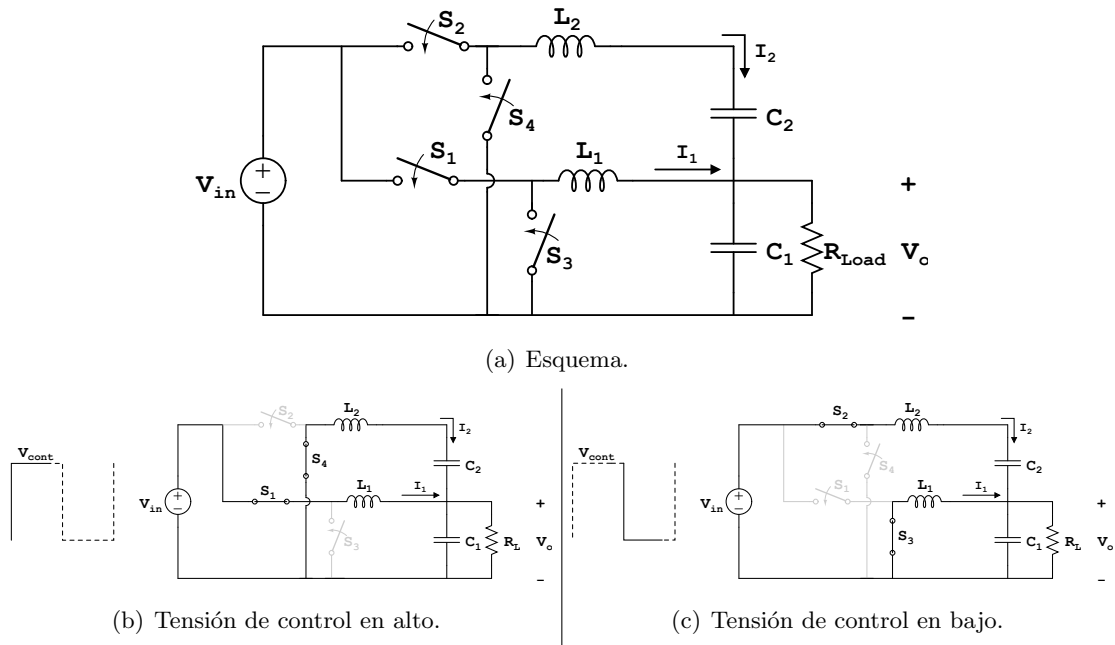 S2
L2
I2
S4
C2
S1
L1
I1
Vin
+
−
+
S3
C1
RLoad
Vo
−
(a) Esquema.
S2
L2
I2
Vcont
S4
C2
S1
L1
I1
Vin
+
−
+
S3
C1
RL
Vo
−
(b) Tensión de control en alto.
S2
L2
I2
Vcont
S4
C2
S1
L1
I1
Vin
+
−
+
S3
C1
RL
Vo
−
(c) Tensión de control en bajo.